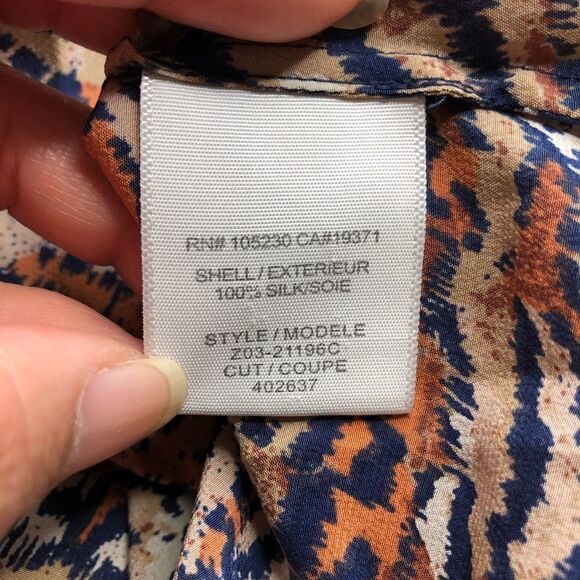 RN# 105230 CA#19371
SHELL / EXTERIEUR
100% SILK/SOIE
STYLE / MODELE
Z03-21196C
CUT / COUPE
402637